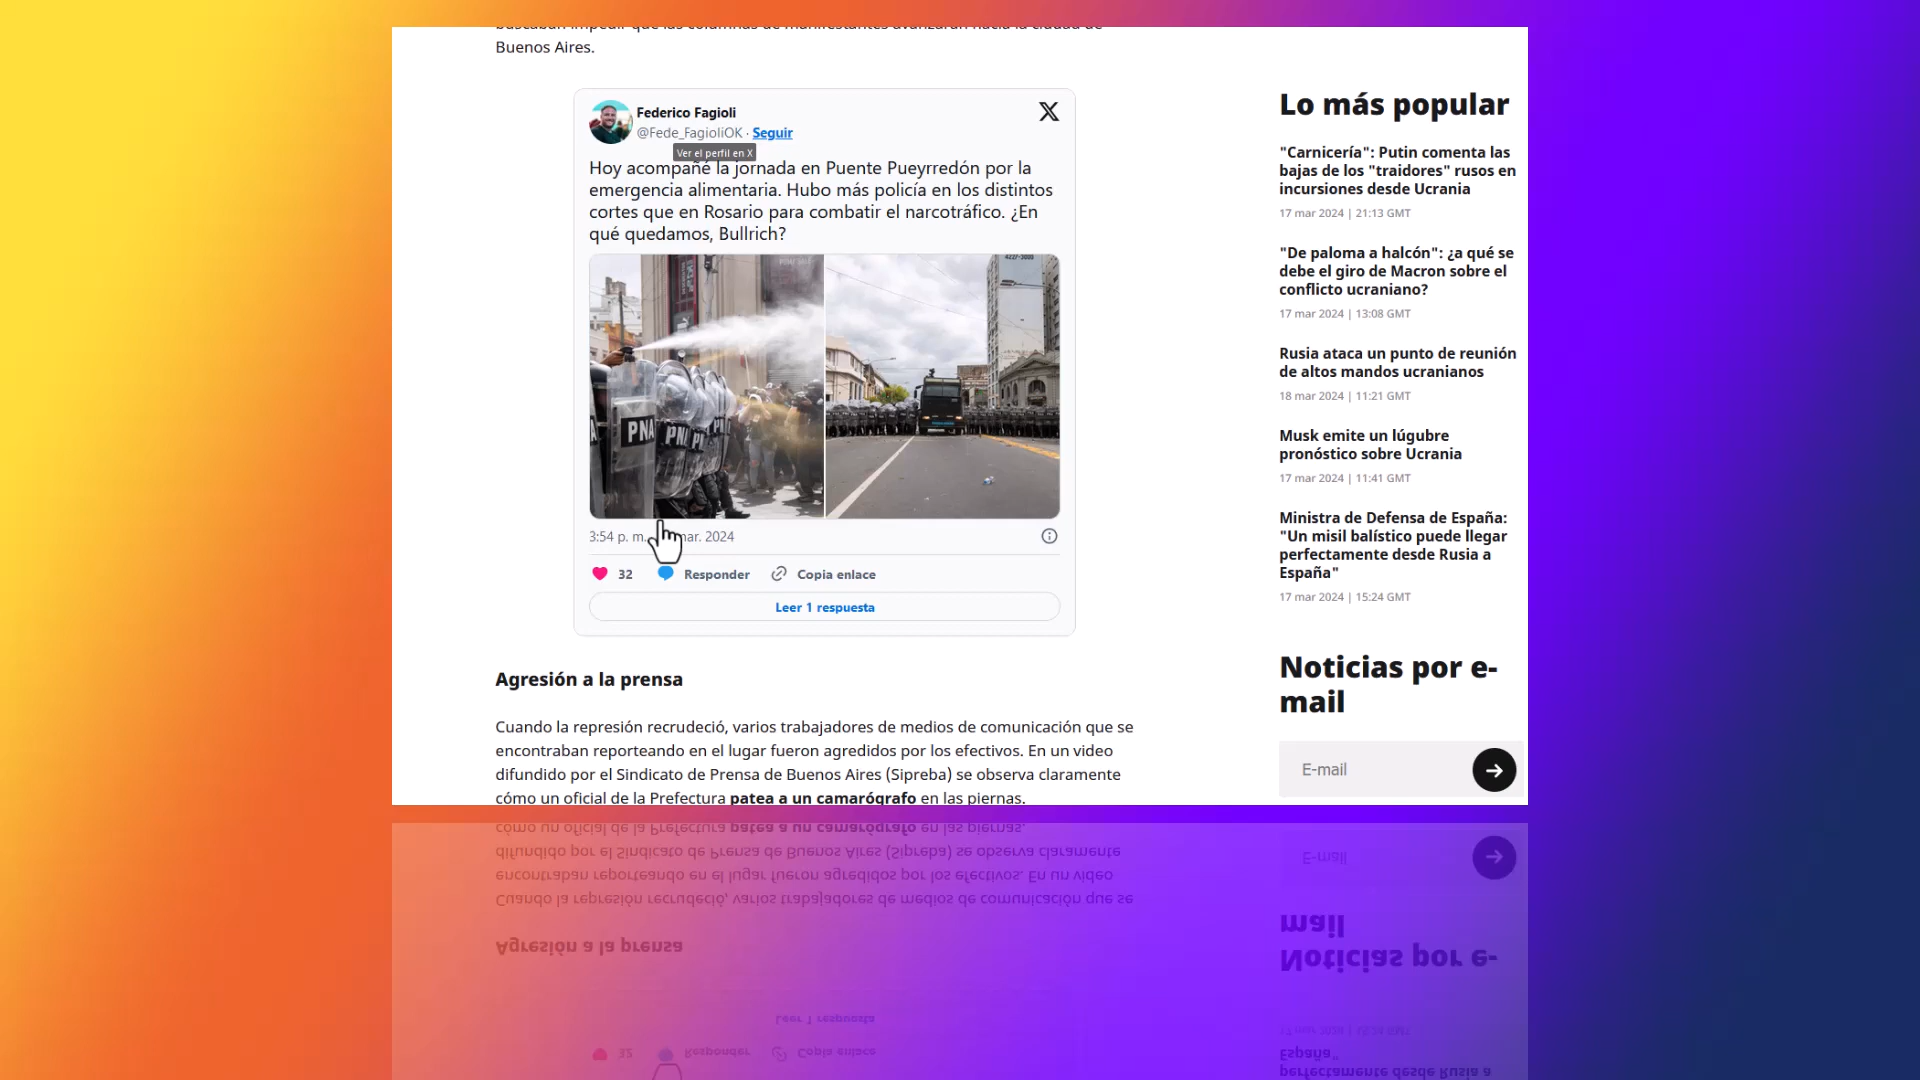 Buenos Aires.
Federico Fagioli
@Fede_FagioliOK · Seguir
Ver el perfil en X
Hoy acompañé la jornada en Puente Pueyrredón por la
emergencia alimentaria. Hubo más policía en los distintos
cortes que en Rosario para combatir el narcotráfico. ¿En
qué quedamos, Bullrich?
PNA
PNA
3:54 p. m. mar. 2024
32 Responder Copia enlace
Leer 1 respuesta
Agresión a la prensa
Cuando la represión recrudeció, varios trabajadores de medios de comunicación que se
encontraban reporteando en el lugar fueron agredidos por los efectivos. En un video
difundido por el Sindicato de Prensa de Buenos Aires (Sipreba) se observa claramente
cómo un oficial de la Prefectura patea a un camarógrafo en las piernas.
Lo más popular
"Carnicería": Putin comenta las
bajas de los "traidores" rusos en
incursiones desde Ucrania
17 mar 2024 | 21:13 GMT
"De paloma a halcón": ¿a qué se
debe el giro de Macron sobre el
conflicto ucraniano?
17 mar 2024 | 13:08 GMT
Rusia ataca un punto de reunión
de altos mandos ucranianos
18 mar 2024 | 11:21 GMT
Musk emite un lúgubre
pronóstico sobre Ucrania
17 mar 2024 | 11:41 GMT
Ministra de Defensa de España:
"Un misil balístico puede llegar
perfectamente desde Rusia a
España"
17 mar 2024 | 15:24 GMT
Noticias por e-
mail
E-mail